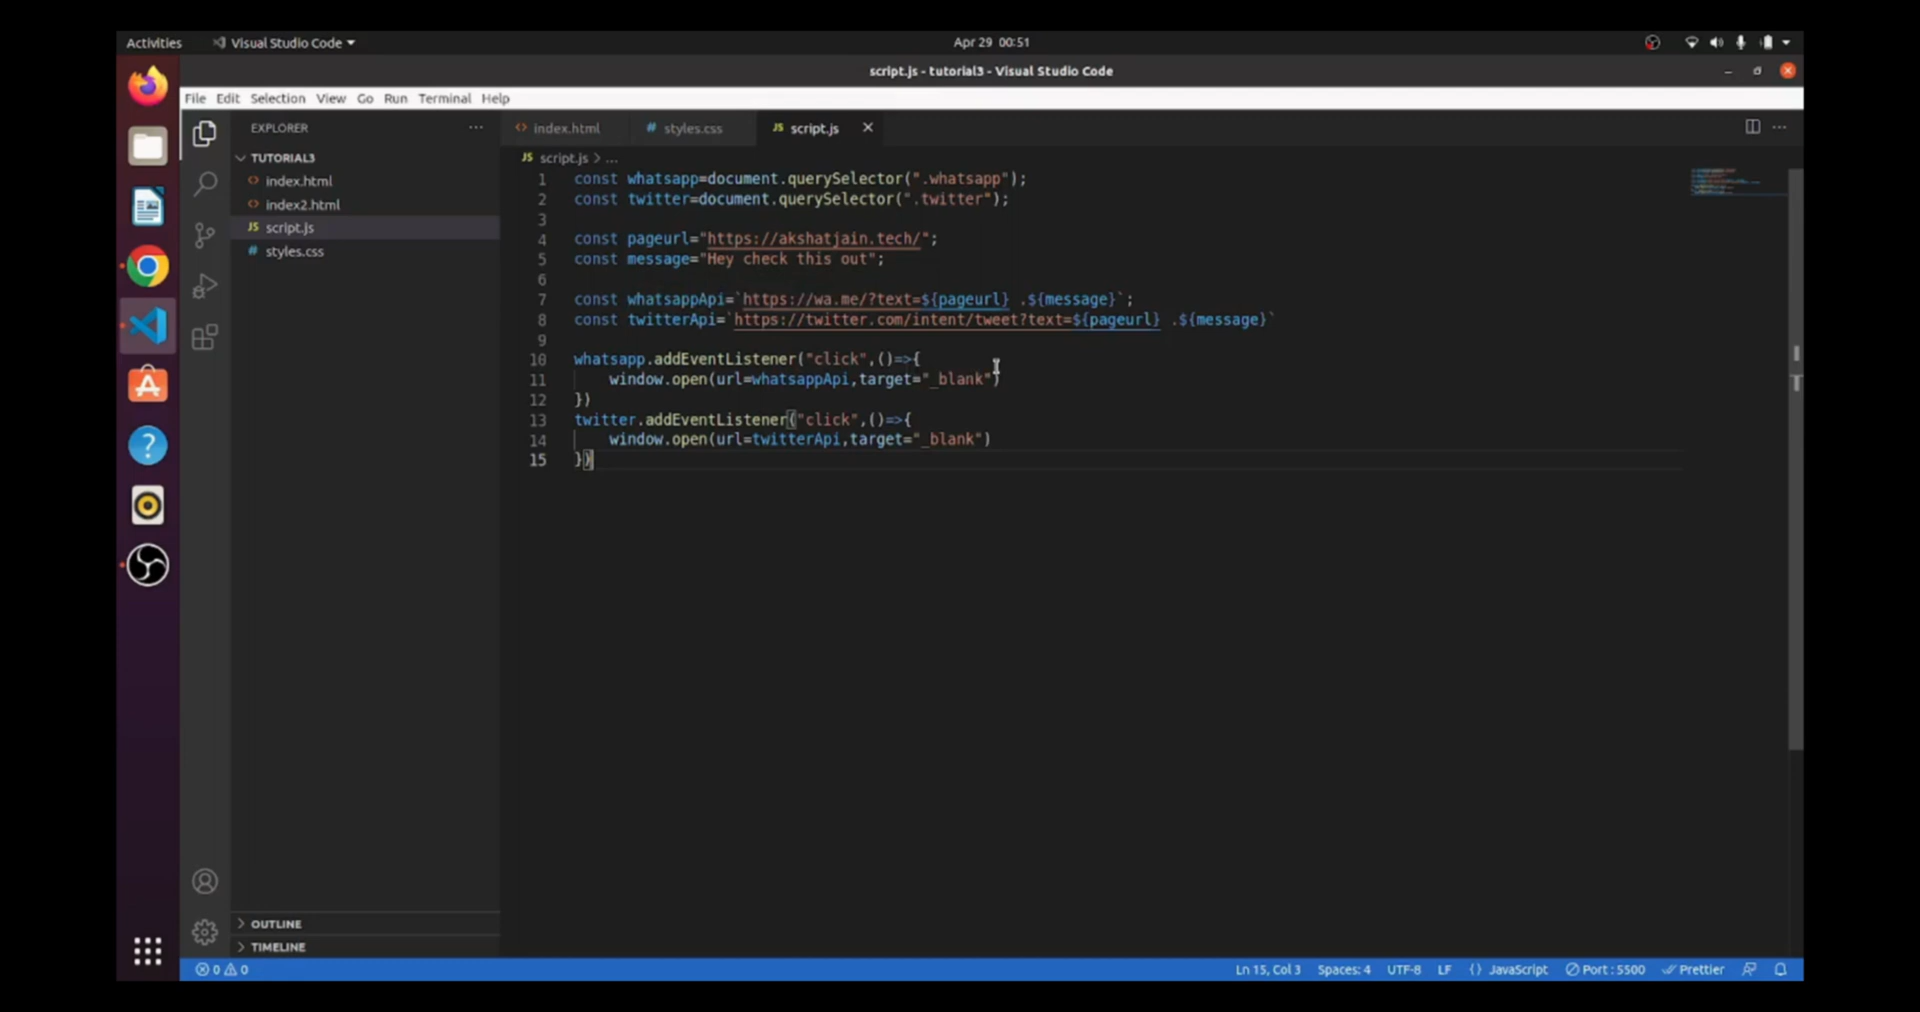 Activities
Visual Studio Code
Apr 29 00:51
script.js - tutorial3 - Visual Studio Code
File Edit Selection View Go Run Terminal Help
EXPLORER
TUTORIAL3
index.html
index2.html
JS script.js
# styles.css
OUTLINE
TIMELINE
index.html
# styles.css
JS script.js
JS script.js > ...
1 const whatsapp=document.querySelector(".whatsapp");
2 const twitter=document.querySelector(".twitter");
3
4 const pageurl="https://akshatjain.tech/";
5 const message="Hey check this out";
6
7 const whatsappApi=`https://wa.me/?text=${pageurl} .${message}`;
8 const twitterApi=`https://twitter.com/intent/tweet?text=${pageurl} .${message}`
9
10 whatsapp.addEventListener("click",()=>{
11 window.open(url=whatsappApi,target="_blank")
12 })
13 twitter.addEventListener("click",()=>{
14 window.open(url=twitterApi,target="_blank")
15 })
0 0
Ln 15, Col 3 Spaces: 4 UTF-8 LF {} JavaScript Port : 5500 Prettier